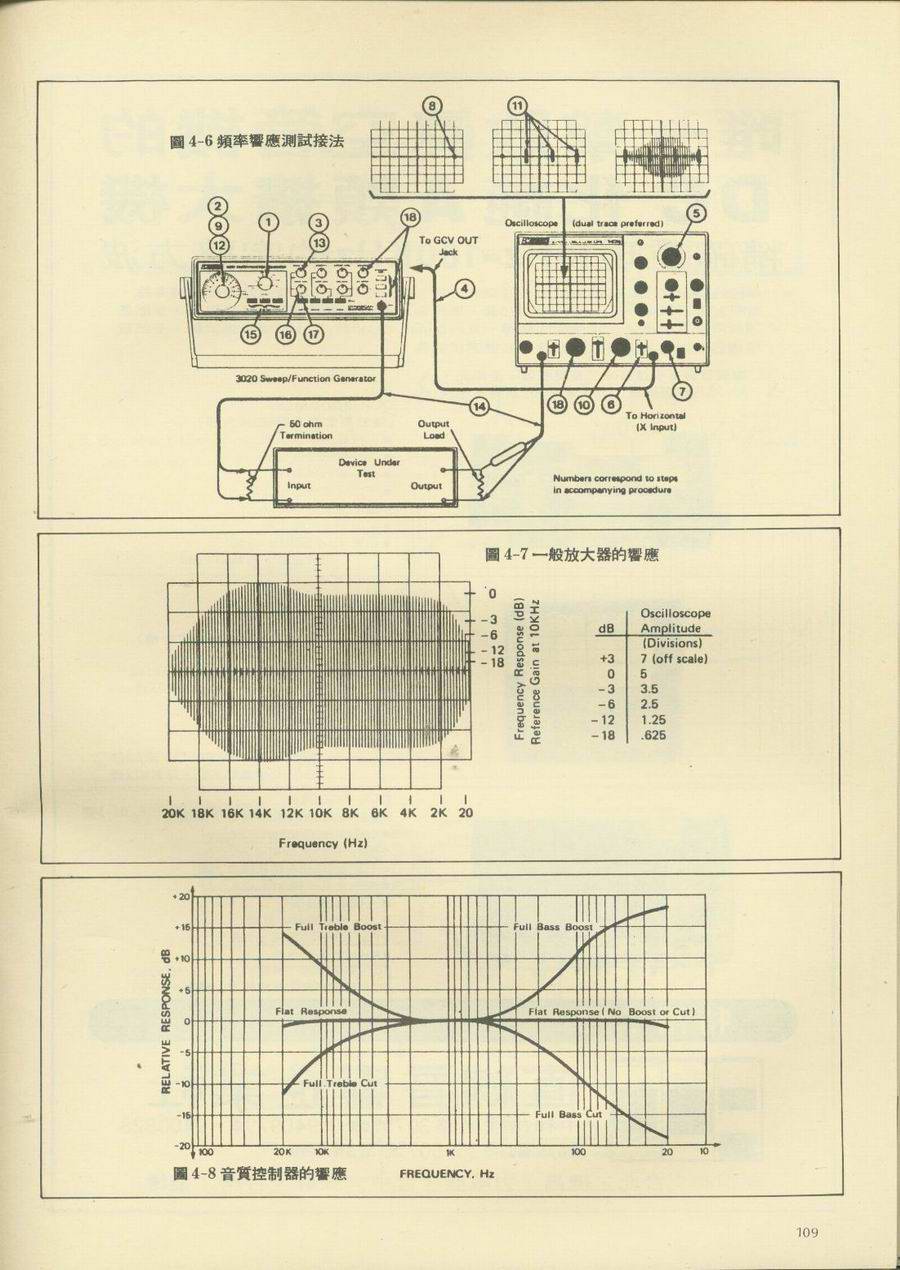 圖 4-6 頻率響應測試接法
8
11
Oscilloscope (dual trace preferred)
2
9
12
1
3
13
18
To GCV OUT
Jack
5
4
15
16
17
3020 Sweep/Function Generator
18
10
6
7
14
To Horizontal
(X Input)
50 ohm
Termination
Output
Load
Device Under
Test
Input
Output
Numbers correspond to steps
in accompanying procedure
圖 4-7 一般放大器的響應
0
-3
-6
-12
-18
Frequency Response (dB)
Reference Gain at 10KHz
dB
Oscilloscope
Amplitude
(Divisions)
+3 7 (off scale)
0 5
-3 3.5
-6 2.5
-12 1.25
-18 .625
20K 18K 16K 14K 12K 10K 8K 6K 4K 2K 20
Frequency (Hz)
RELATIVE RESPONSE, dB
+20
+15
+10
+5
0
-5
-10
-15
-20
Full Treble Boost
Full Bass Boost
Flat Response
Flat Response (No Boost or Cut)
Full Treble Cut
Full Bass Cut
100 20K 10K 1K 100 20 10
圖 4-8 音質控制器的響應
FREQUENCY, Hz
109